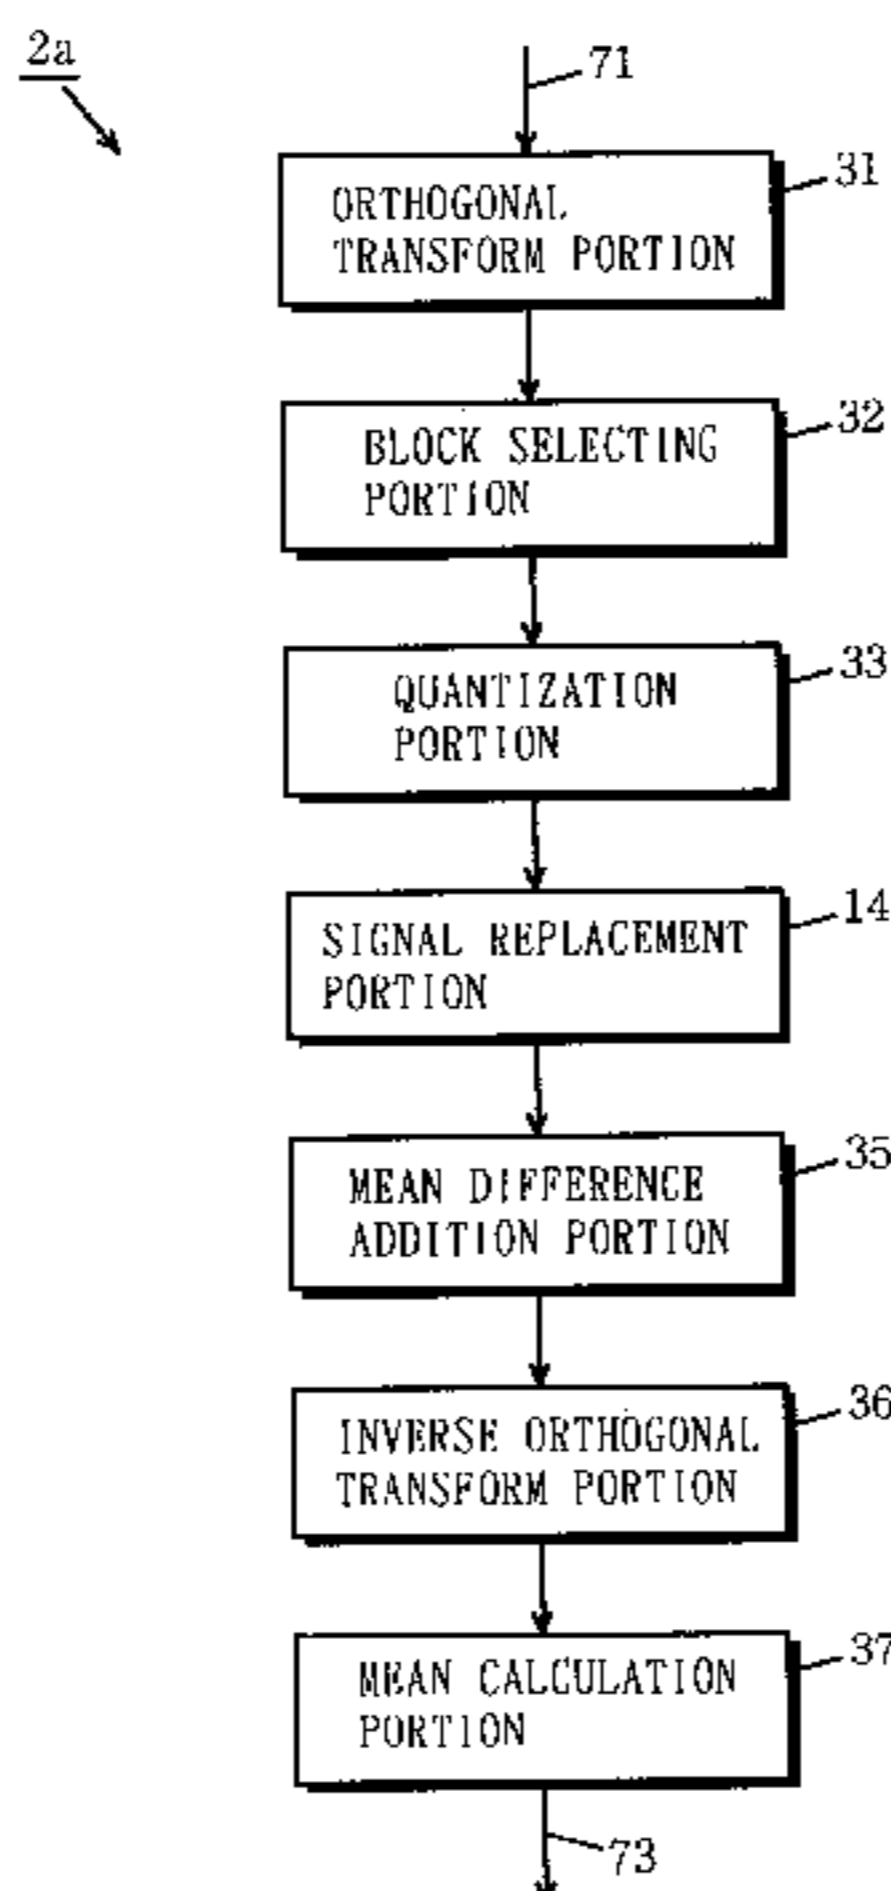 2a
71
31
ORTHOGONAL
TRANSFORM PORTION
32
BLOCK SELECTING
PORTION
33
QUANTIZATION
PORTION
14
SIGNAL REPLACEMENT
PORTION
35
MEAN DIFFERENCE
ADDITION PORTION
36
INVERSE ORTHOGONAL
TRANSFORM PORTION
37
MEAN CALCULATION
PORTION
73